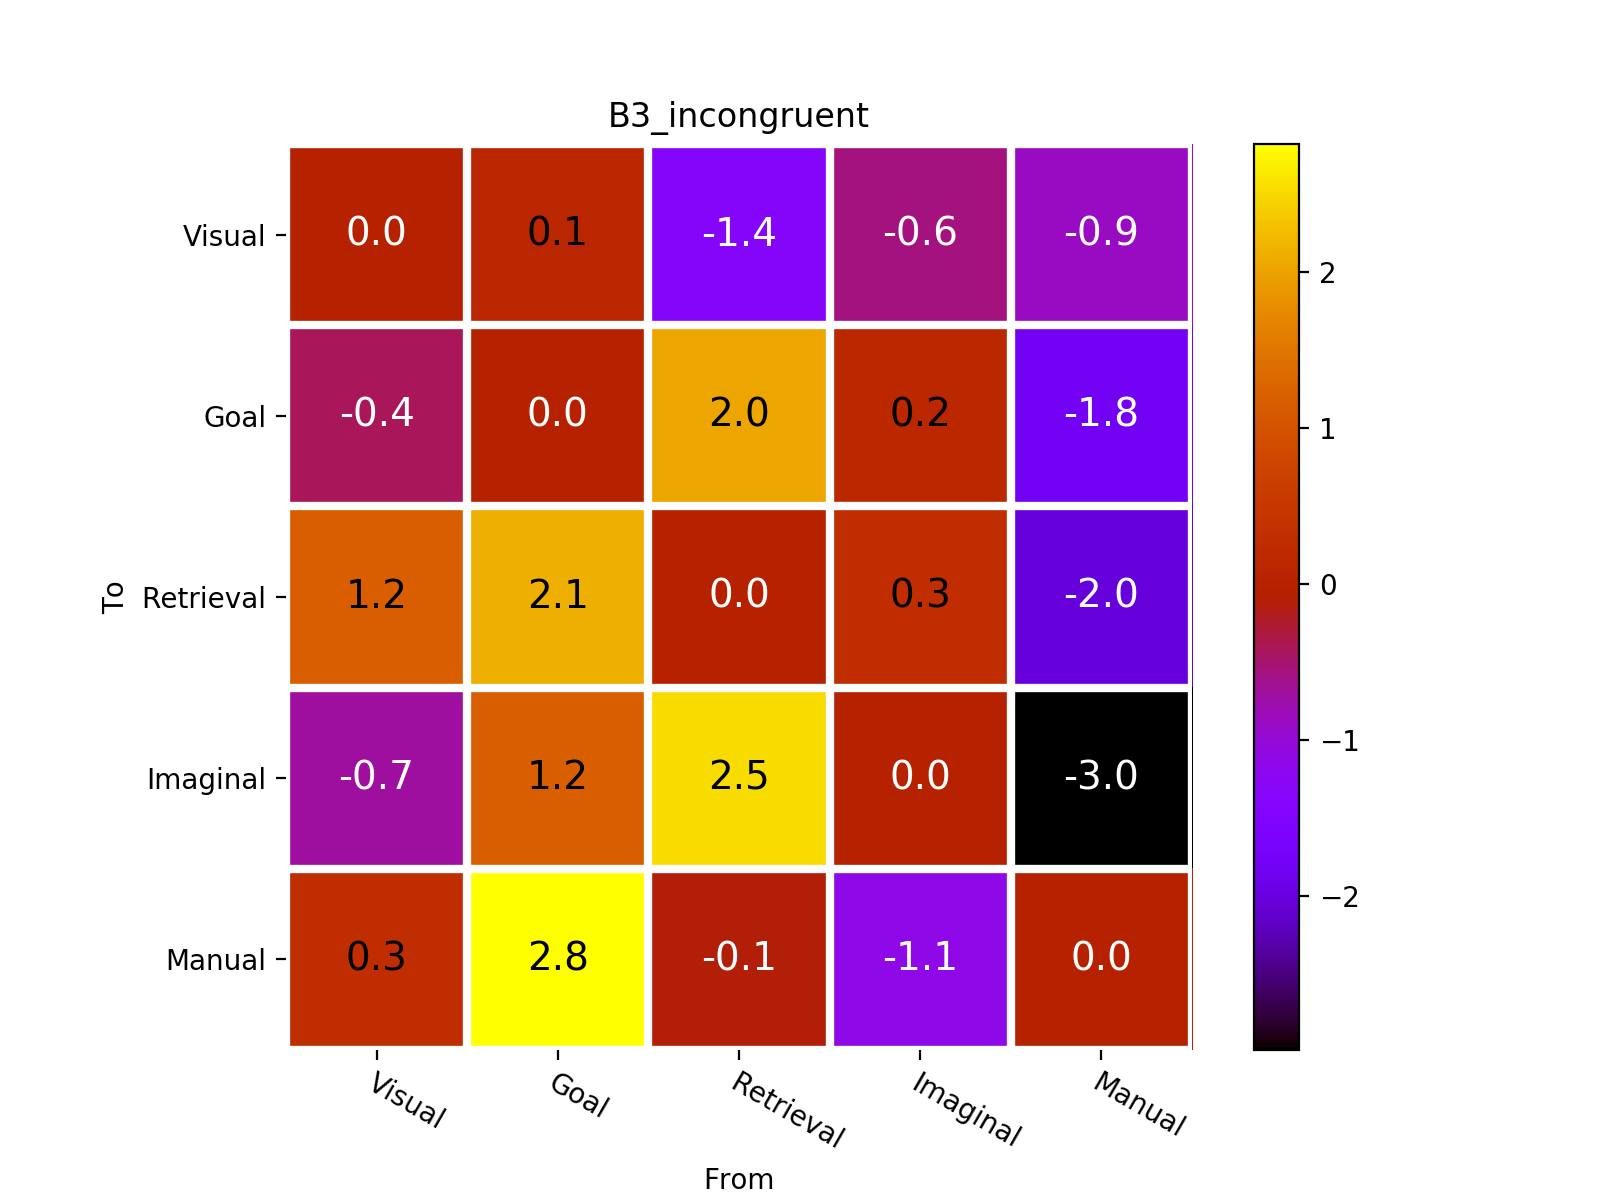 B3_incongruent
Visual 0.0 0.1 -1.4 -0.6 -0.9
Goal -0.4 0.0 2.0 0.2 -1.8
Retrieval 1.2 2.1 0.0 0.3 -2.0
Imaginal -0.7 1.2 2.5 0.0 -3.0
Manual 0.3 2.8 -0.1 -1.1 0.0
To
Visual Goal Retrieval Imaginal Manual
From
2
1
0
−1
−2